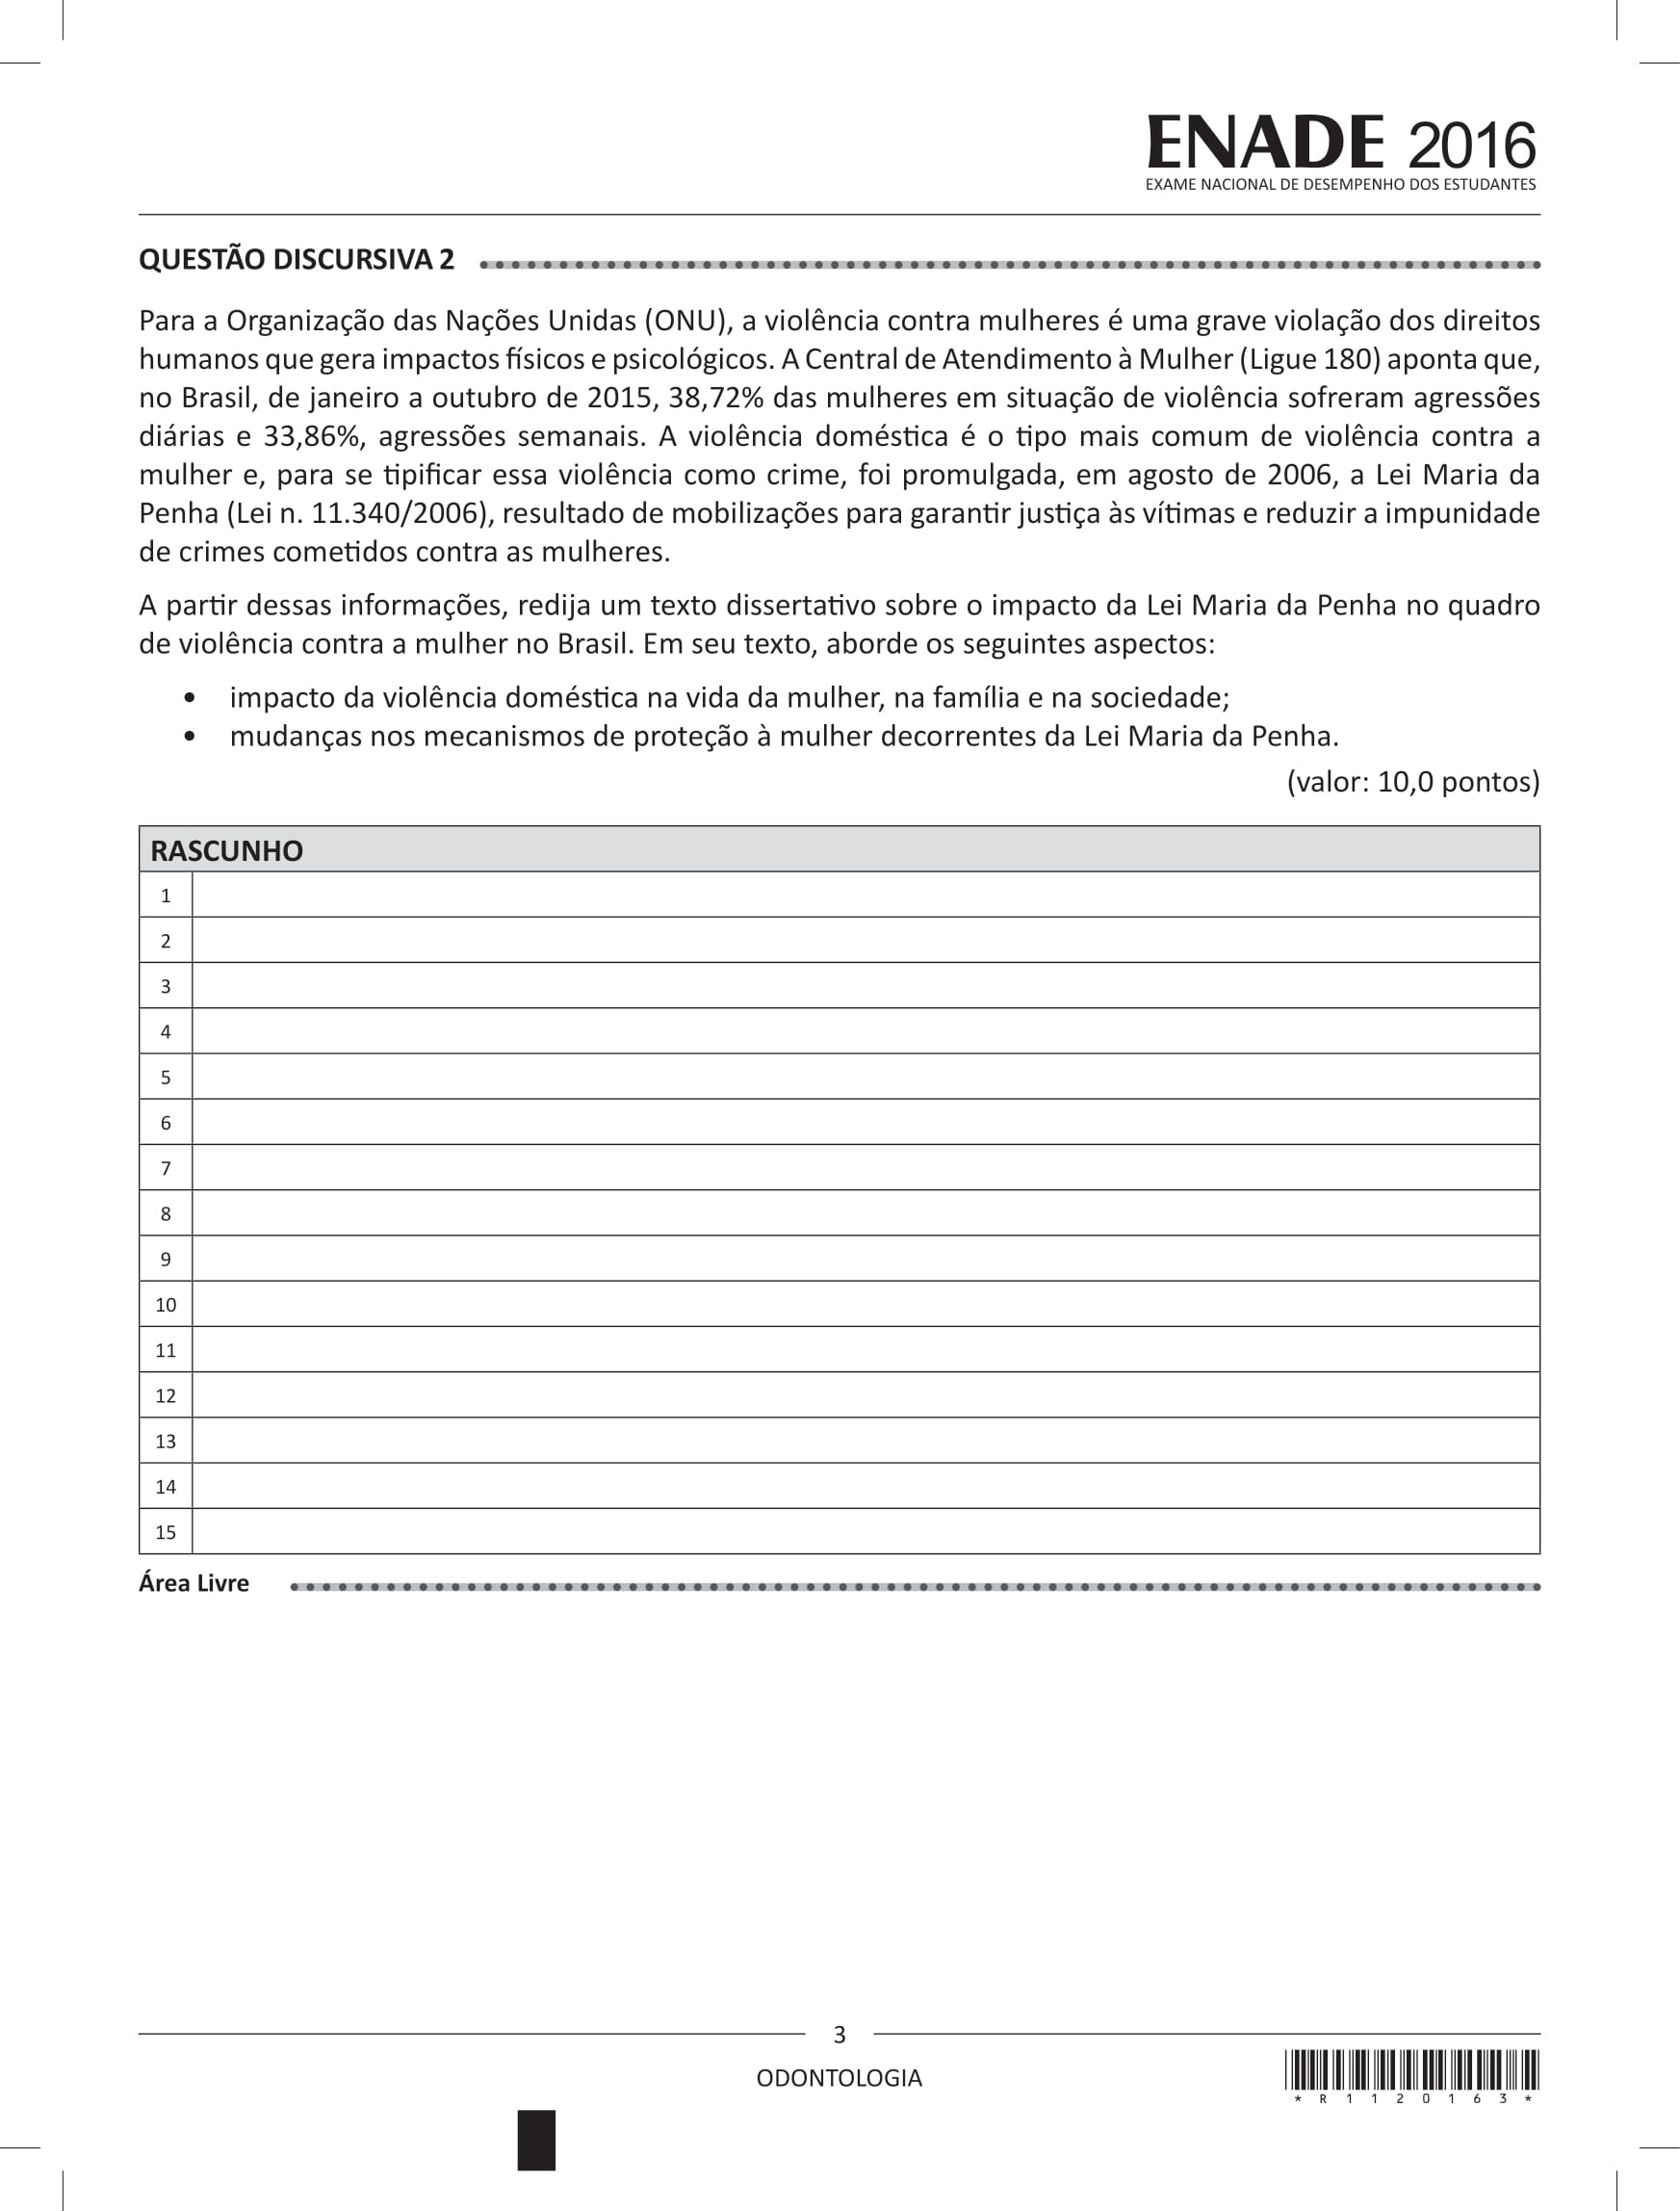 ENADE 2016
EXAME NACIONAL DE DESEMPENHO DOS ESTUDANTES
QUESTÃO DISCURSIVA 2
Para a Organização das Nações Unidas (ONU), a violência contra mulheres é uma grave violação dos direitos
humanos que gera impactos físicos e psicológicos. A Central de Atendimento à Mulher (Ligue 180) aponta que,
no Brasil, de janeiro a outubro de 2015, 38,72% das mulheres em situação de violência sofreram agressões
diárias e 33,86%, agressões semanais. A violência doméstica é o tipo mais comum de violência contra a
mulher e, para se tipificar essa violência como crime, foi promulgada, em agosto de 2006, a Lei Maria da
Penha (Lei n. 11.340/2006), resultado de mobilizações para garantir justiça às vítimas e reduzir a impunidade
de crimes cometidos contra as mulheres.
A partir dessas informações, redija um texto dissertativo sobre o impacto da Lei Maria da Penha no quadro
de violência contra a mulher no Brasil. Em seu texto, aborde os seguintes aspectos:
• impacto da violência doméstica na vida da mulher, na família e na sociedade;
• mudanças nos mecanismos de proteção à mulher decorrentes da Lei Maria da Penha.
(valor: 10,0 pontos)
RASCUNHO
1
2
3
4
5
6
7
8
9
10
11
12
13
14
15
Área Livre
3
ODONTOLOGIA
* R 1 1 2 0 1 6 3 *